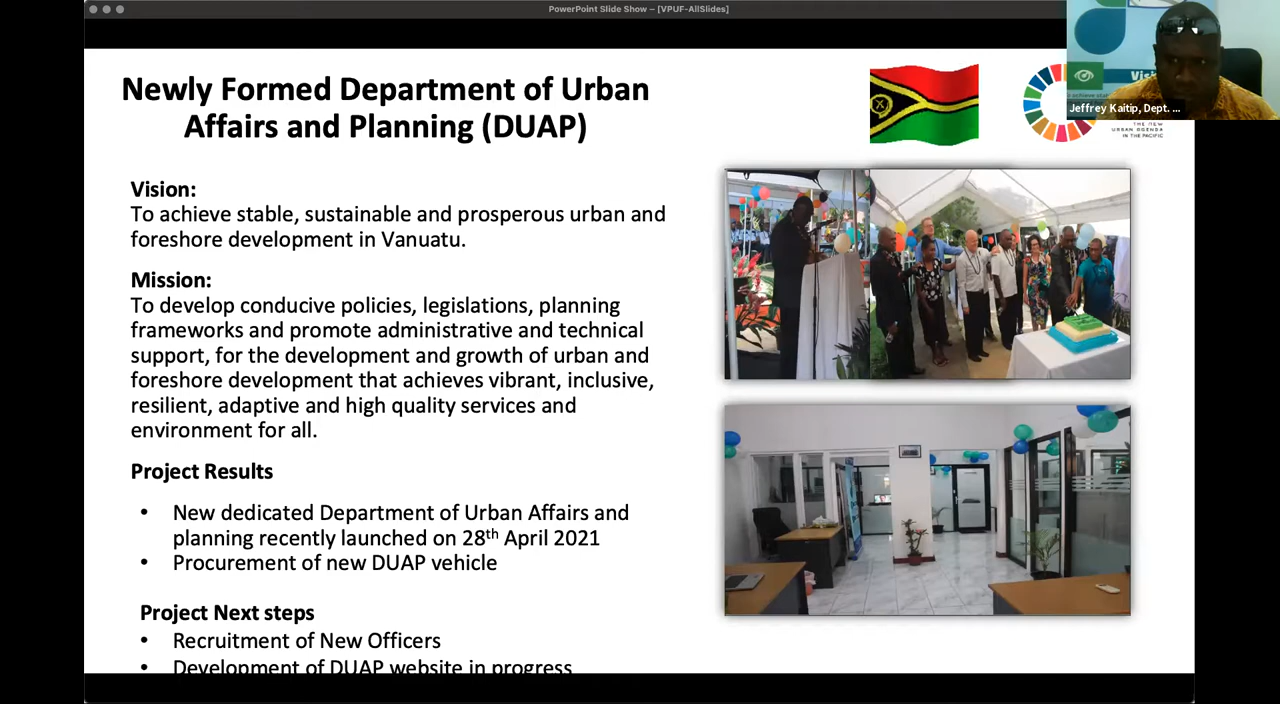 PowerPoint Slide Show – [VPUF-AllSlides]
Newly Formed Department of Urban
Affairs and Planning (DUAP)
Vis
Jeffrey Kaitip, Dept. ...
THE NEW
URBAN AGENDA
IN THE PACIFIC
Vision:
To achieve stable, sustainable and prosperous urban and
foreshore development in Vanuatu.
Mission:
To develop conducive policies, legislations, planning
frameworks and promote administrative and technical
support, for the development and growth of urban and
foreshore development that achieves vibrant, inclusive,
resilient, adaptive and high quality services and
environment for all.
Project Results
• New dedicated Department of Urban Affairs and
planning recently launched on 28th April 2021
• Procurement of new DUAP vehicle
Project Next steps
• Recruitment of New Officers
• Development of DUAP website in progress